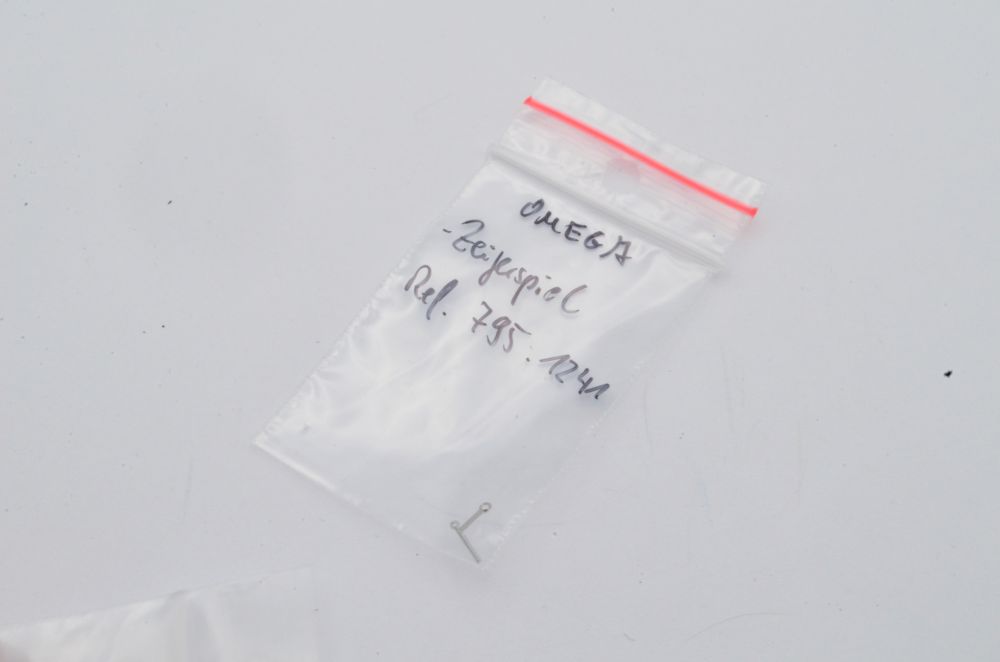 OMEGA
-Zeigerspiel
Ref. 795.1241